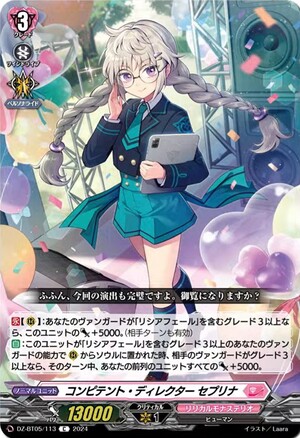 3
グレード
ツインドライブ
ペルソナライド
ふふん、今回の演出も完璧ですよ。御覧になりますか？
:あなたのヴァンガードが「リシアフェール」を含むグレード3以上なら、このユニットの+5000。(相手ターンも有効)
:このユニットが「リシアフェール」を含むグレード3以上のあなたのヴァンガードの能力で からソウルに置かれた時、相手のヴァンガードがグレード3以上なら、そのターン中、あなたの前列のユニットすべての+5000。
ノーマルユニット
コンピテント・ディレクター セブリナ
パワー
13000
クリティカル
1
リリカルモナステリオ
ヒューマン
DZ-BT05/113 C 2024
イラスト／Laara